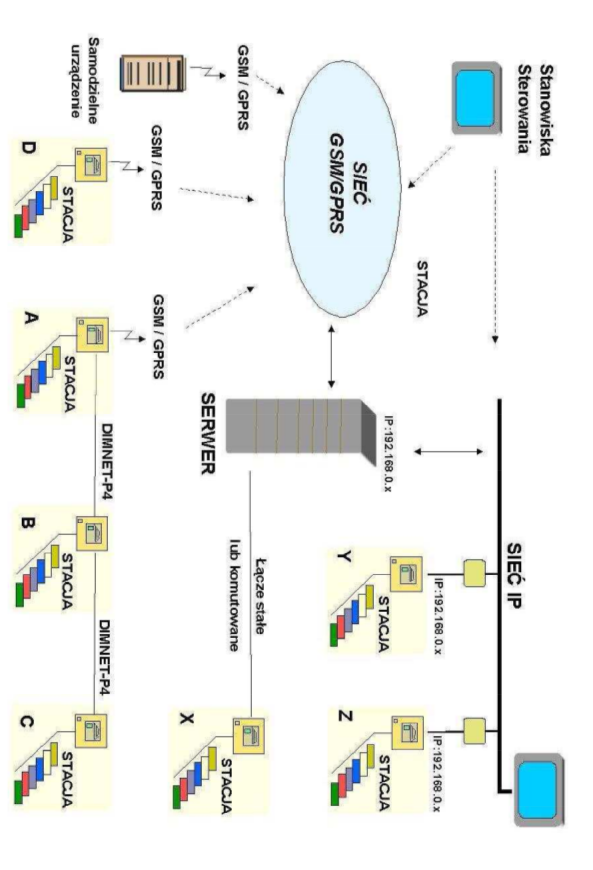 Stanowiska
Sterowania
SIEĆ IP
IP:192.168.0.x
IP:192.168.0.x
STACJA
IP:192.168.0.x
STACJA
Y
STACJA
Z
SIEĆ
GSM/GPRS
SERWER
Łącze stałe
lub komutowane
STACJA
X
GSM / GPRS
GSM / GPRS
GSM / GPRS
DIMNET-P4
DIMNET-P4
Samodzielne
urządzenie
STACJA
D
STACJA
A
STACJA
B
STACJA
C